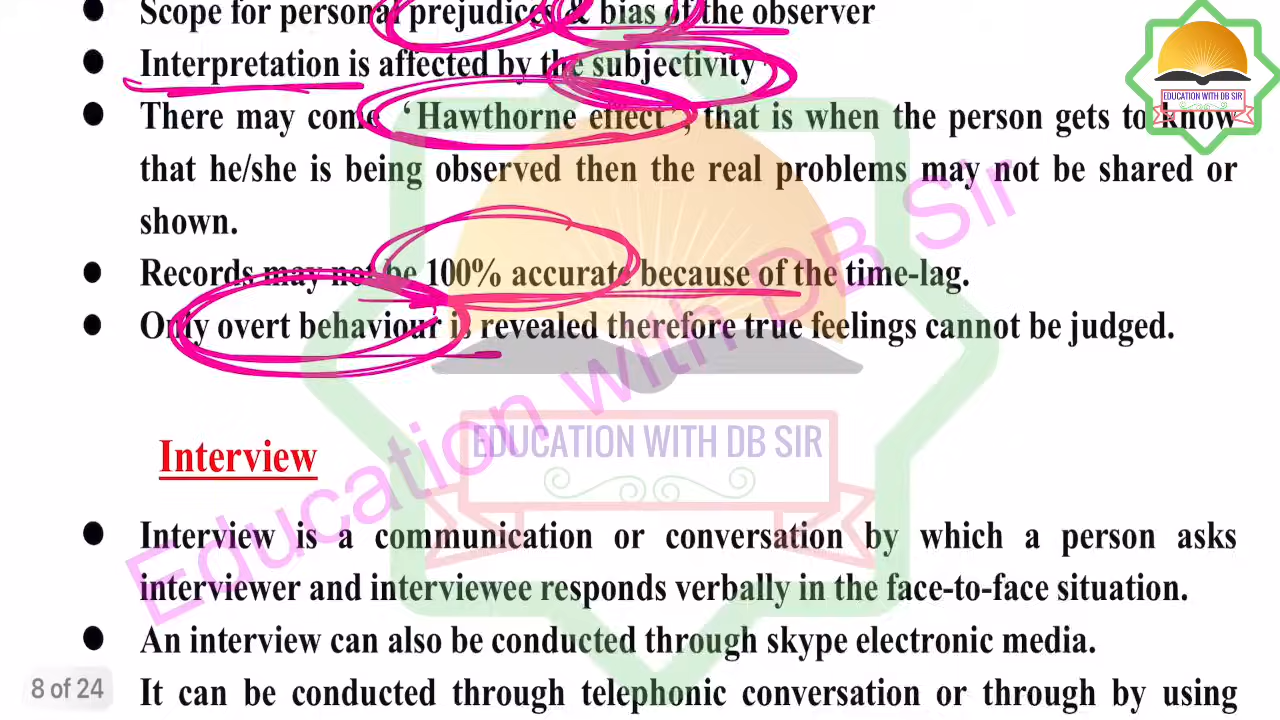 Scope for personal prejudices & bias of the observer
Interpretation is affected by the subjectivity
There may come 'Hawthorne effect', that is when the person gets to know
that he/she is being observed then the real problems may not be shared or
shown.
Records may not be 100% accurate because of the time-lag.
Only overt behaviour is revealed therefore true feelings cannot be judged.
Interview
Interview is a communication or conversation by which a person asks
interviewer and interviewee responds verbally in the face-to-face situation.
An interview can also be conducted through skype electronic media.
It can be conducted through telephonic conversation or through by using
8 of 24
EDUCATION WITH DB SIR
EDUCATION WITH DB SIR
Education with DB Sir